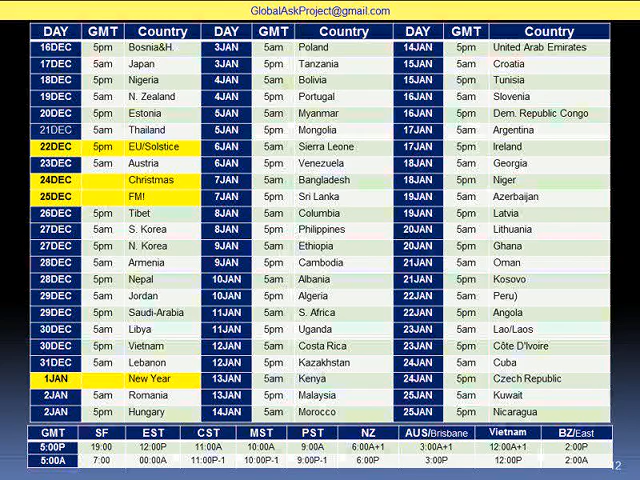 GlobalAskProject@gmail.com
DAY GMT Country DAY GMT Country DAY GMT Country
16DEC 5pm Bosnia&H. 3JAN 5am Poland 14JAN 5pm United Arab Emirates
17DEC 5am Japan 3JAN 5pm Tanzania 15JAN 5am Croatia
18DEC 5pm Nigeria 4JAN 5am Bolivia 15JAN 5pm Tunisia
19DEC 5am N. Zealand 4JAN 5pm Portugal 16JAN 5am Slovenia
20DEC 5pm Estonia 5JAN 5am Myanmar 16JAN 5pm Dem. Republic Congo
21DEC 5am Thailand 5JAN 5pm Mongolia 17JAN 5am Argentina
22DEC 5pm EU/Solstice 6JAN 5am Sierra Leone 17JAN 5pm Ireland
23DEC 5am Austria 6JAN 5pm Venezuela 18JAN 5am Georgia
24DEC Christmas 7JAN 5am Bangladesh 18JAN 5pm Niger
25DEC FM! 7JAN 5pm Sri Lanka 19JAN 5am Azerbaijan
26DEC 5pm Tibet 8JAN 5am Columbia 19JAN 5pm Latvia
27DEC 5am S. Korea 8JAN 5pm Philippines 20JAN 5am Lithuania
27DEC 5pm N. Korea 9JAN 5am Ethiopia 20JAN 5pm Ghana
28DEC 5am Armenia 9JAN 5pm Cambodia 21JAN 5am Oman
28DEC 5pm Nepal 10JAN 5am Albania 21JAN 5pm Kosovo
29DEC 5am Jordan 10JAN 5pm Algeria 22JAN 5am Peru)
29DEC 5pm Saudi-Arabia 11JAN 5am S. Africa 22JAN 5pm Angola
30DEC 5am Libya 11JAN 5pm Uganda 23JAN 5am Lao/Laos
30DEC 5pm Vietnam 12JAN 5am Costa Rica 23JAN 5pm Côte D'Ivoire
31DEC 5am Lebanon 12JAN 5pm Kazakhstan 24JAN 5am Cuba
1JAN New Year 13JAN 5am Kenya 24JAN 5pm Czech Republic
2JAN 5am Romania 13JAN 5pm Malaysia 25JAN 5am Kuwait
2JAN 5pm Hungary 14JAN 5am Morocco 25JAN 5pm Nicaragua
GMT SF EST CST MST PST NZ AUS/Brisbane Vietnam BZ/East
5:00P 19:00 12:00P 11:00A 10:00A 9:00A 6:00A+1 3:00A+1 12:00A+1 2:00P
5:00A 7:00 00:00A 11:00P-1 10:00P-1 9:00P-1 6:00P 3:00P 12:00P 2:00A